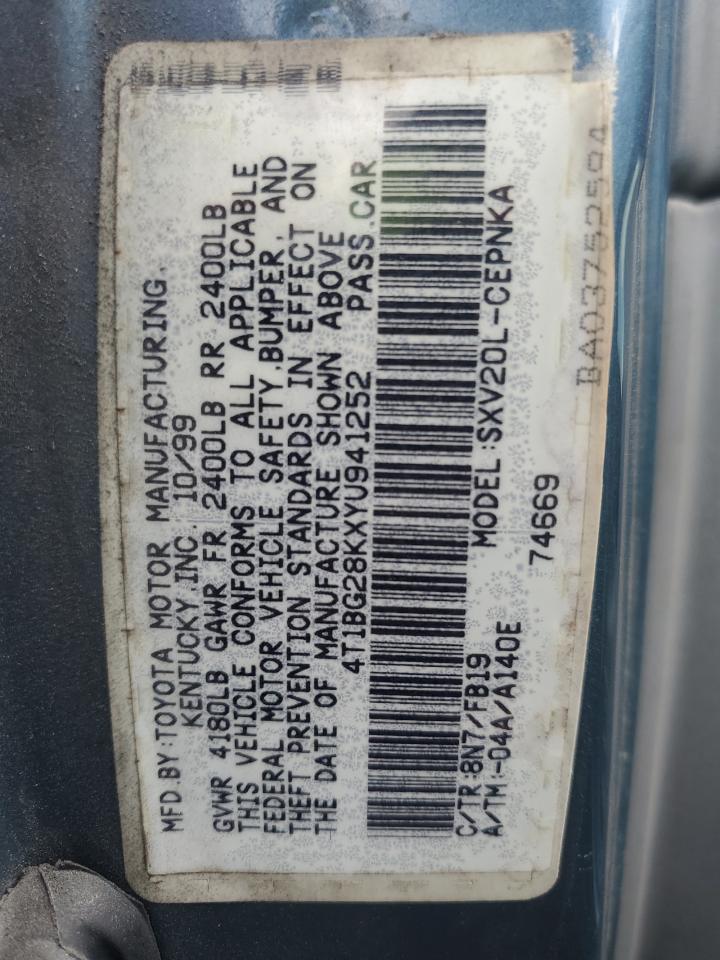 MFD.BY:TOYOTA MOTOR MANUFACTURING,
KENTUCKY,INC. 10/99
GVWR 4180LB GAWR FR 2400LB RR 2400LB
THIS VEHICLE CONFORMS TO ALL APPLICABLE
FEDERAL MOTOR VEHICLE SAFETY,BUMPER, AND
THEFT PREVENTION STANDARDS IN EFFECT ON
THE DATE OF MANUFACTURE SHOWN ABOVE
4T1BG28KXYU941252 PASS.CAR
C/TR:8N7/FB19 MODEL:SXV20L-CEPNKA
A/TM:-04A/A140E
74669